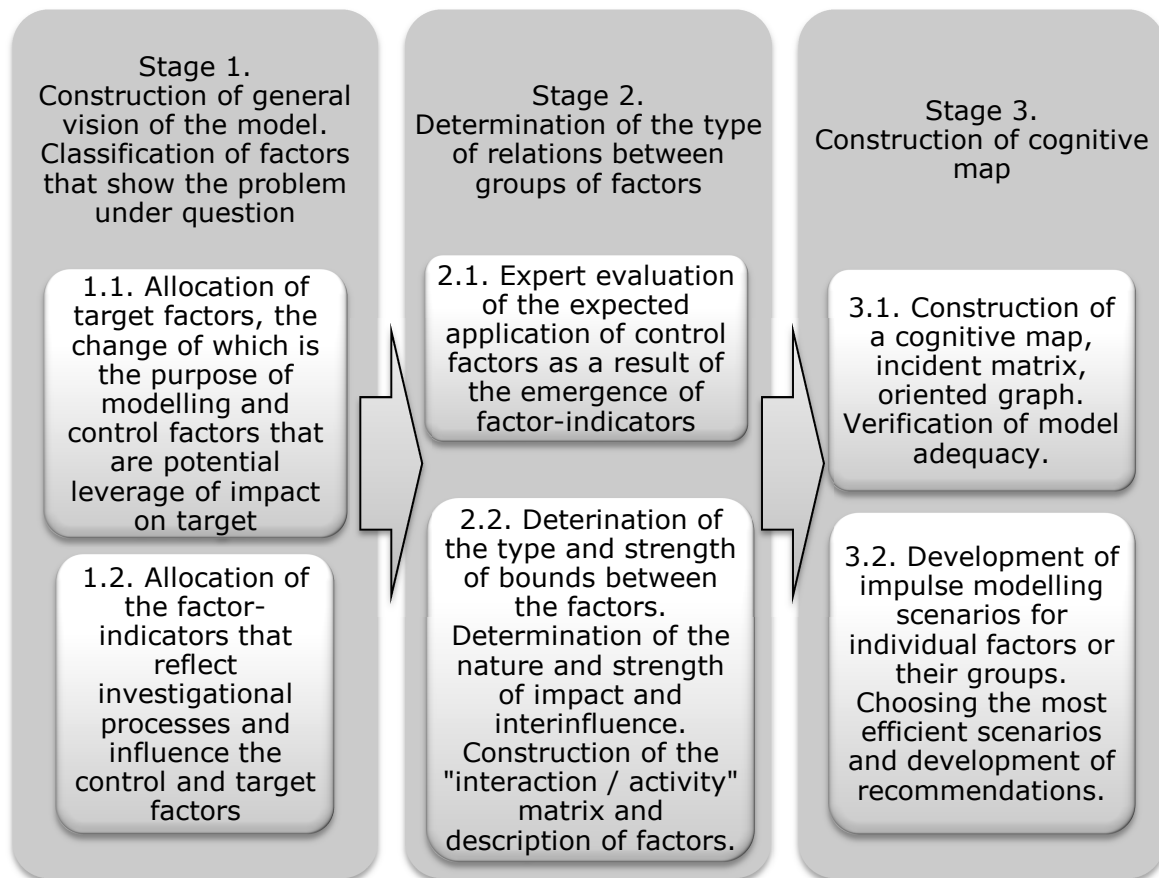 Stage 1.
Construction of general
vision of the model.
Classification of factors
that show the problem
under question
1.1. Allocation of
target factors, the
change of which is
the purpose of
modelling and
control factors that
are potential
leverage of impact
on target
1.2. Allocation of
the factor-
indicators that
reflect
investigational
processes and
influence the
control and target
factors
Stage 2.
Determination of the type
of relations between
groups of factors
2.1. Expert evaluation
of the expected
application of control
factors as a result of
the emergence of
factor-indicators
2.2. Deterination of
the type and strength
of bounds between
the factors.
Determination of the
nature and strength
of impact and
interinfluence.
Construction of the
"interaction / activity"
matrix and
description of factors.
Stage 3.
Construction of cognitive
map
3.1. Construction of
a cognitive map,
incident matrix,
oriented graph.
Verification of model
adequacy.
3.2. Development of
impulse modelling
scenarios for
individual factors or
their groups.
Choosing the most
efficient scenarios
and development of
recommendations.